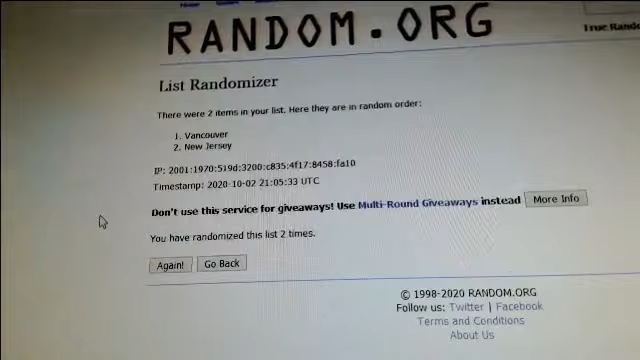 RANDOM.ORG
List Randomizer
There were 2 items in your list. Here they are in random order:
1. Vancouver
2. New Jersey
IP: 2001:1970:519d:3200:c835:4f17:8458:fa10
Timestamp: 2020-10-02 21:05:33 UTC
Don't use this service for giveaways! Use Multi-Round Giveaways instead More Info
You have randomized this list 2 times.
Again! Go Back
© 1998-2020 RANDOM.ORG
Follow us: Twitter | Facebook
Terms and Conditions
About Us